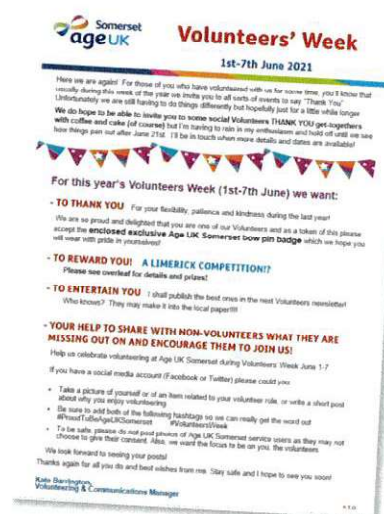 Somerset
age UK
Volunteers' Week
1st-7th June 2021
Here we are again! For those of you who have volunteered with us for some time, you'll know that
usually during this week of the year we invite you to all sorts of events to say "Thank You"
Unfortunately we are still having to do things differently but hopefully just for a little while longer
We do hope to be able to invite you to some social Volunteers THANK YOU get-togethers
with coffee and cake (of course) but I'm having to rein in my enthusiasm and hold off until we see
how things pan out after June 21st. I'll be in touch when more details and dates are available!
For this year's Volunteers Week (1st-7th June) we want:
- TO THANK YOU For your flexibility, patience and kindness during the last year!
We are so proud and delighted that you are one of our Volunteers and as a token of this please
accept the enclosed exclusive Age UK Somerset bow pin badge which we hope you
will wear with pride in yourselves!
- TO REWARD YOU! A LIMERICK COMPETITION!?
Please see overleaf for details and prizes!
- TO ENTERTAIN YOU I shall publish the best ones in the next Volunteers newsletter!
Who knows? They may make it into the local paper!!!!
- YOUR HELP TO SHARE WITH NON-VOLUNTEERS WHAT THEY ARE
MISSING OUT ON AND ENCOURAGE THEM TO JOIN US!
Help us celebrate volunteering at Age UK Somerset during Volunteers Week June 1-7
If you have a social media account (Facebook or Twitter) please could you:
• Take a picture of yourself or of an item related to your volunteer role, or write a short post
about why you enjoy volunteering
• Be sure to add both of the following hashtags so we can really get the word out
#ProudToBeAgeUKSomerset #VolunteersWeek
• To be safe, please do not post photos of Age UK Somerset service users as they may not
choose to give their consent. Also, we want the focus to be on you, the volunteers
We look forward to seeing your posts!
Thanks again for all you do and best wishes from me. Stay safe and I hope to see you soon!
Kate Barrington,
Volunteering & Communications Manager